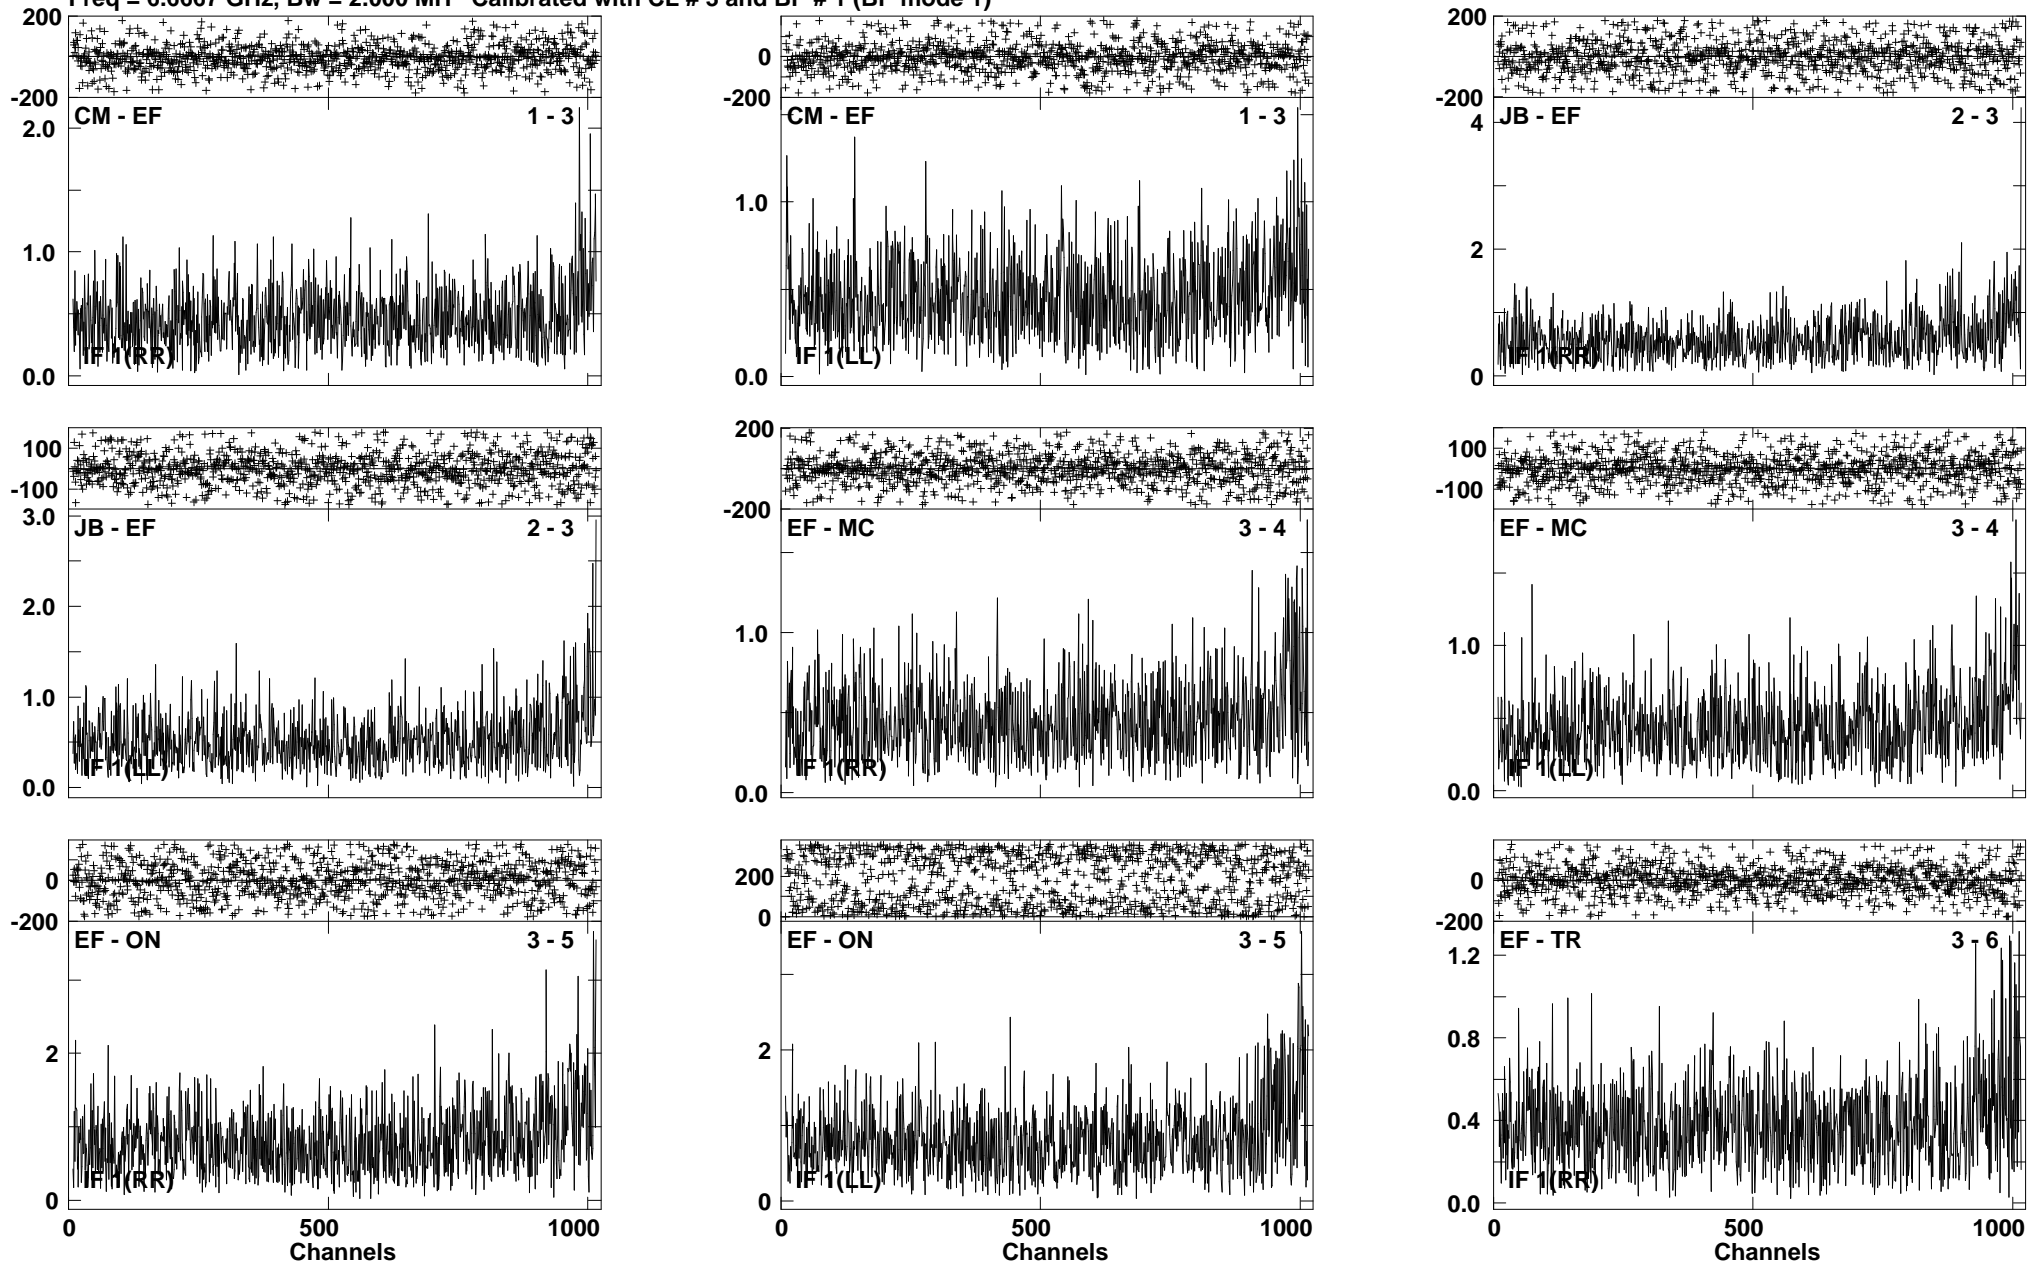 Freq = 6.6667 GHz, Bw = 2.000 MH Calibrated with CL # 3 and BP # 1 (BP mode 1)
200
0
-200
CM - EF 1 - 3
2.0
1.0
0.0
IF 1(RR)
200
0
-200
CM - EF 1 - 3
1.0
0.0
IF 1(LL)
200
0
-200
JB - EF 2 - 3
4
2
0
IF 1(RR)
100
-100
3.0
JB - EF 2 - 3
2.0
1.0
0.0
IF 1(LL)
200
0
-200
EF - MC 3 - 4
1.0
0.0
IF 1(RR)
100
-100
EF - MC 3 - 4
1.0
0.0
IF 1(LL)
0
-200
EF - ON 3 - 5
2
0
IF 1(RR)
0 500 1000
Channels
200
0
EF - ON 3 - 5
2
0
IF 1(LL)
0 500 1000
Channels
0
-200
EF - TR 3 - 6
1.2
0.8
0.4
0.0
IF 1(RR)
0 500 1000
Channels